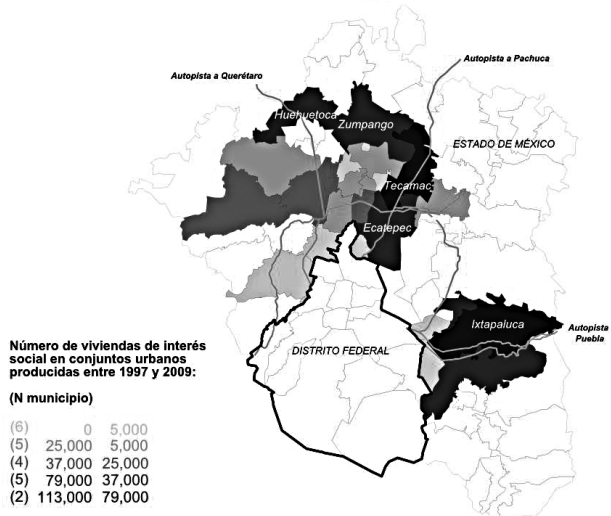 Autopista a Pachuca
Autopista a Querétaro
Huehuetoca
Zumpango
ESTADO DE MÉXICO
Tecamac
Ecatepec
Ixtapaluca
Autopista
Puebla
DISTRITO FEDERAL
Número de viviendas de interés
social en conjuntos urbanos
producidas entre 1997 y 2009:
(N municipio)
(6) 0 5,000
(5) 25,000 5,000
(4) 37,000 25,000
(5) 79,000 37,000
(2) 113,000 79,000